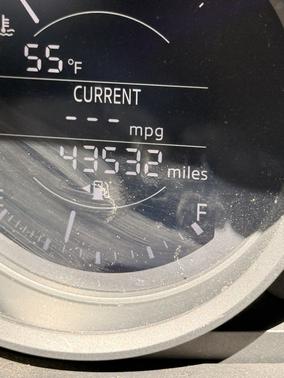 55 °F
CURRENT
--- mpg
43532 miles
F